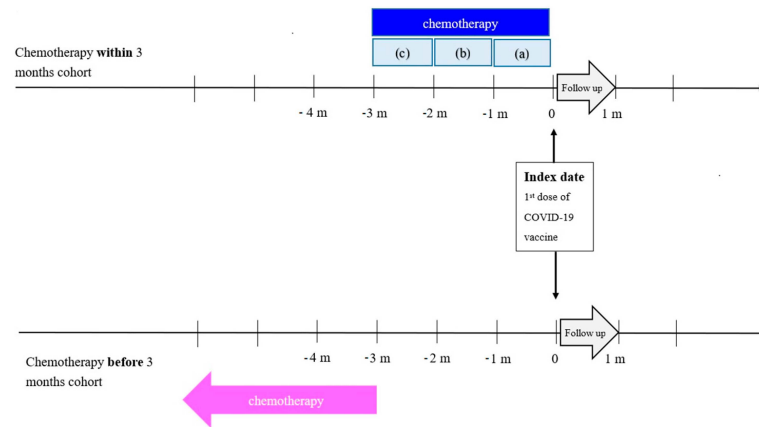 chemotherapy
Chemotherapy within 3
months cohort
(c) (b) (a)
Follow up
- 4 m -3 m -2 m -1 m 0 1 m
Index date
1st dose of
COVID-19
vaccine
Follow up
-4 m -3 m -2 m -1 m 0 1 m
Chemotherapy before 3
months cohort
chemotherapy